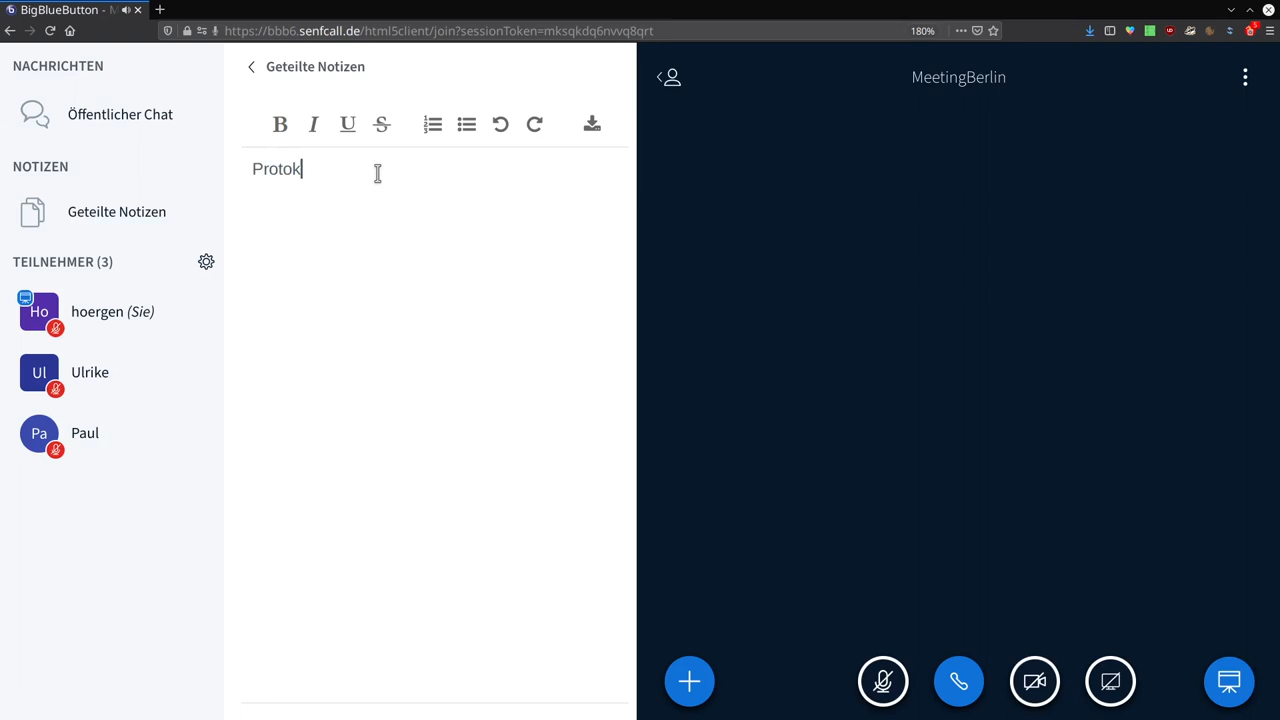 BigBlueButton - M
https://bbb6.senfcall.de/html5client/join?sessionToken=mksqkdq6nvvq8qrt
180%
5
NACHRICHTEN
Öffentlicher Chat
NOTIZEN
Geteilte Notizen
TEILNEHMER (3)
Ho
hoergen (Sie)
Ul
Ulrike
Pa
Paul
Geteilte Notizen
B I U S
Protok
MeetingBerlin